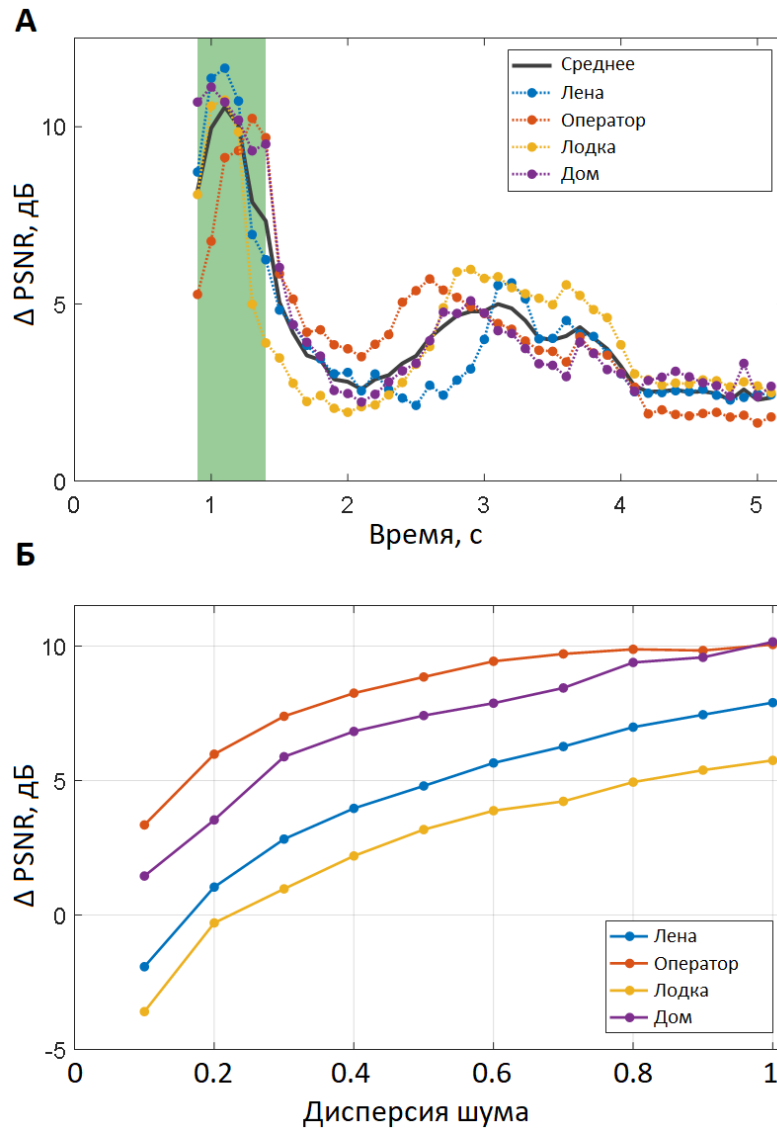 А
Δ PSNR, дБ
10
5
0
Среднее
Лена
Оператор
Лодка
Дом
0
1
2
3
4
5
Время, с
Б
Δ PSNR, дБ
10
5
0
-5
Лена
Оператор
Лодка
Дом
0
0.2
0.4
0.6
0.8
1
Дисперсия шума